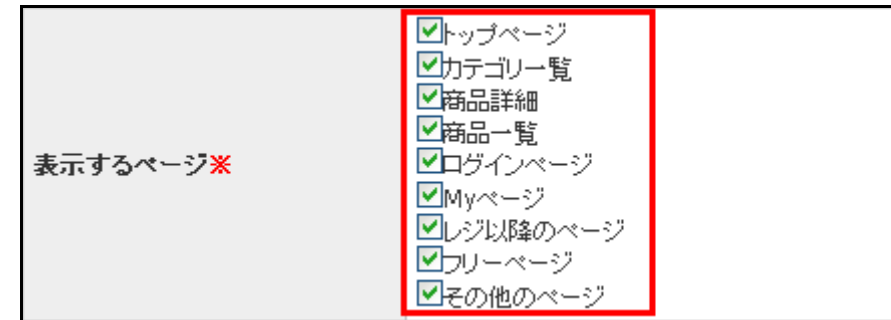 表示するページ※
トップページ
カテゴリ一覧
商品詳細
商品一覧
ログインページ
Myページ
レジ以降のページ
フリーページ
その他のページ